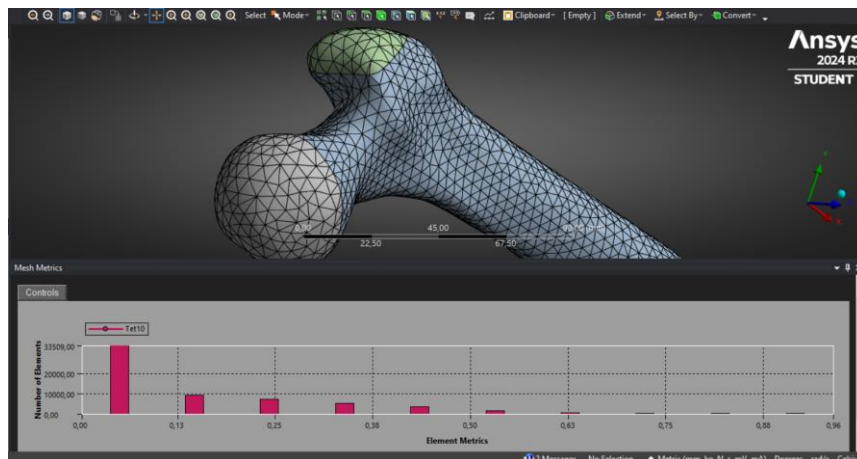 Select Mode Clipboard [ Empty ] Extend Select By Convert
Ansys
2024
STUDENT
0,00 45,00
22,50 67,50
Mesh Metrics
Controls
Tet10
Number of Elements
33509,00
20000,00
10000,00
0,00
0,00 0,13 0,25 0,38 0,50 0,63 0,75 0,88 0,96
Element Metrics
2 Messages No Selection Metric (mm, kg, N, s, mV, mA) Degrees rad/s